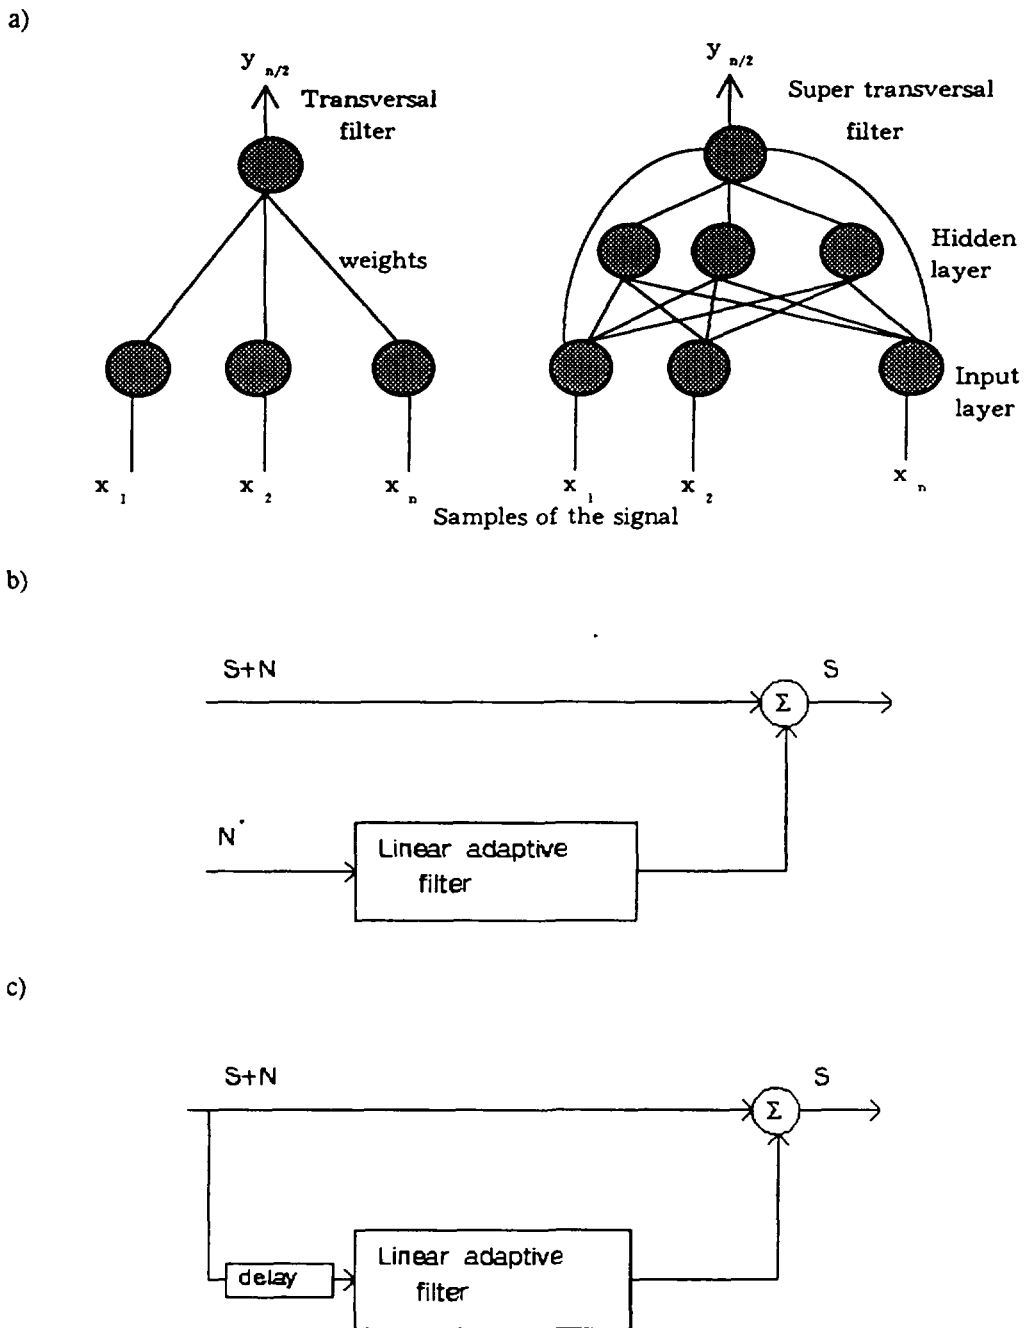 a)
y n/2
Transversal
filter
weights
x 1
x 2
x n
y n/2
Super transversal
filter
Hidden
layer
Input
layer
x 1
x 2
x n
Samples of the signal
b)
S+N
S
Σ
N'
Linear adaptive
filter
c)
S+N
S
Σ
delay
Linear adaptive
filter